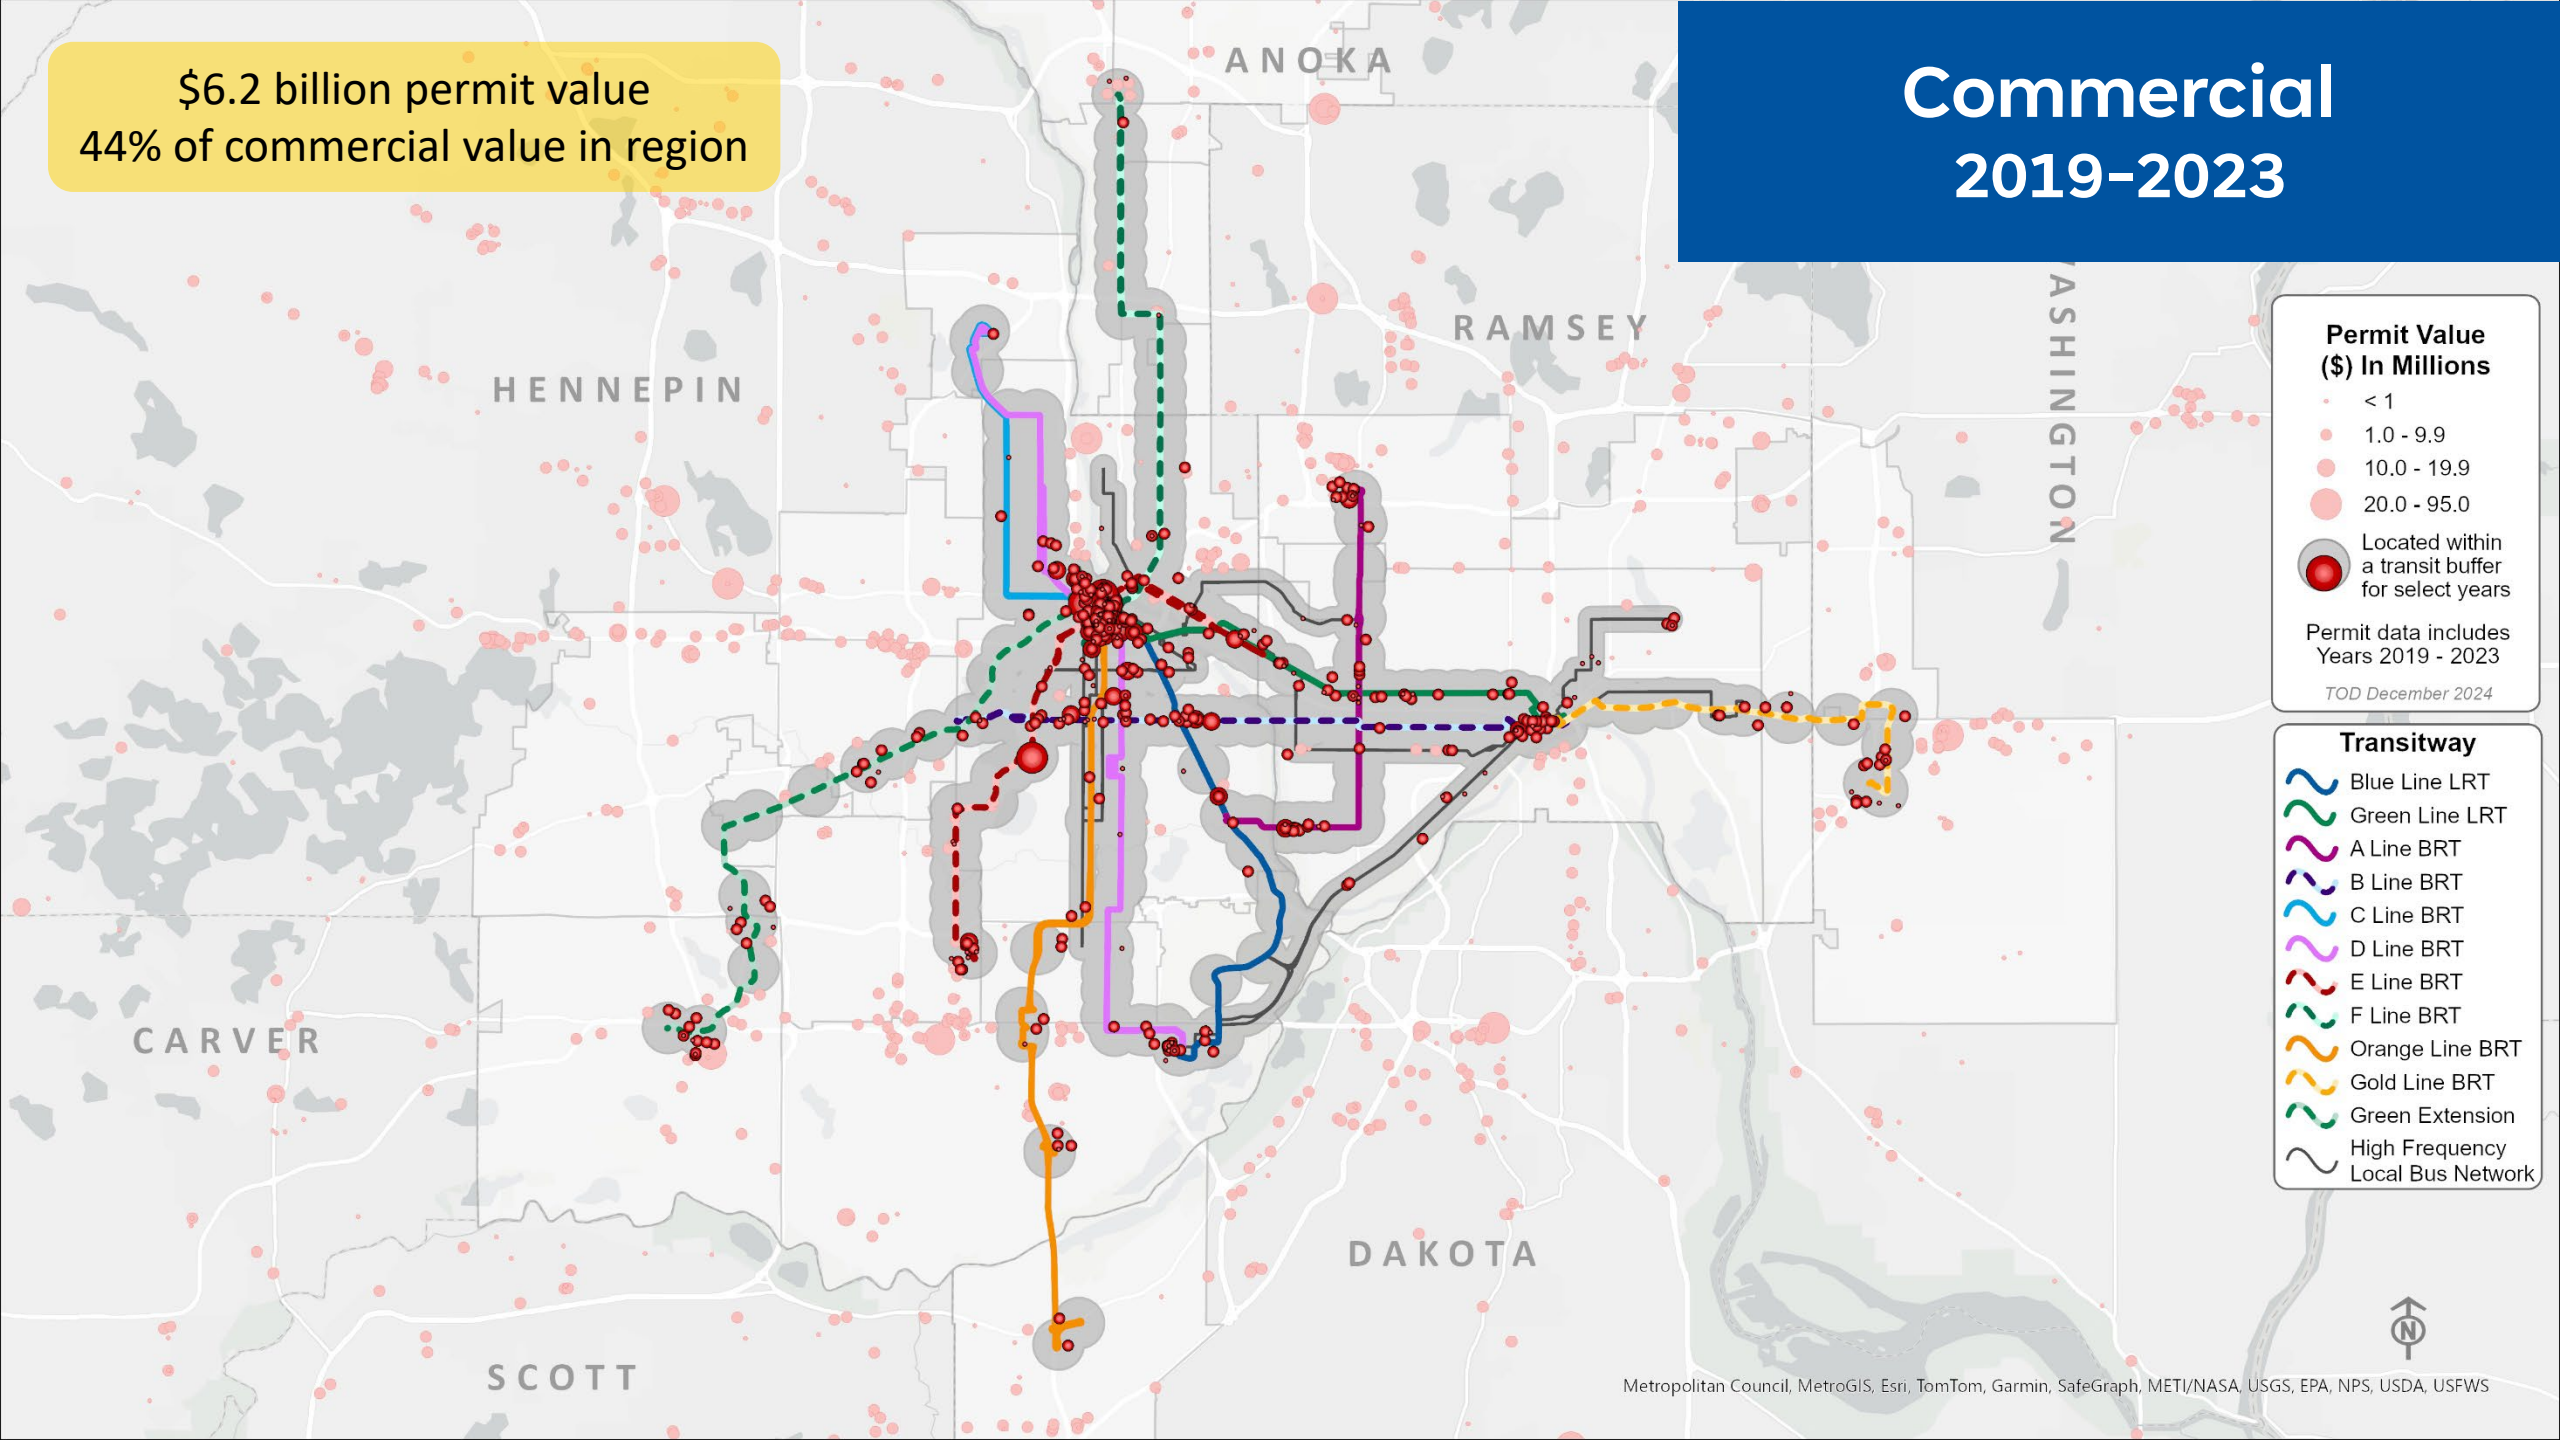 $6.2 billion permit value
44% of commercial value in region
Commercial
2019-2023
ANOKA
HENNEPIN
RAMSEY
WASHINGTON
CARVER
SCOTT
DAKOTA
Permit Value
($) In Millions
< 1
1.0 - 9.9
10.0 - 19.9
20.0 - 95.0
Located within
a transit buffer
for select years
Permit data includes
Years 2019 - 2023
TOD December 2024
Transitway
Blue Line LRT
Green Line LRT
A Line BRT
B Line BRT
C Line BRT
D Line BRT
E Line BRT
F Line BRT
Orange Line BRT
Gold Line BRT
Green Extension
High Frequency
Local Bus Network
N
Metropolitan Council, MetroGIS, Esri, TomTom, Garmin, SafeGraph, METI/NASA, USGS, EPA, NPS, USDA, USFWS